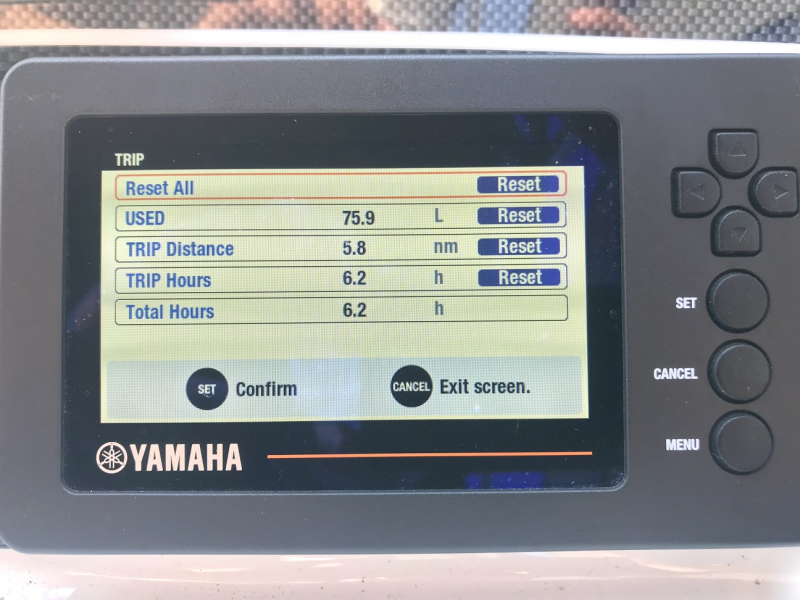 TRIP
Reset All Reset
USED 75.9 L Reset
TRIP Distance 5.8 nm Reset
TRIP Hours 6.2 h Reset
Total Hours 6.2 h
SET Confirm CANCEL Exit screen.
YAMAHA
SET
CANCEL
MENU